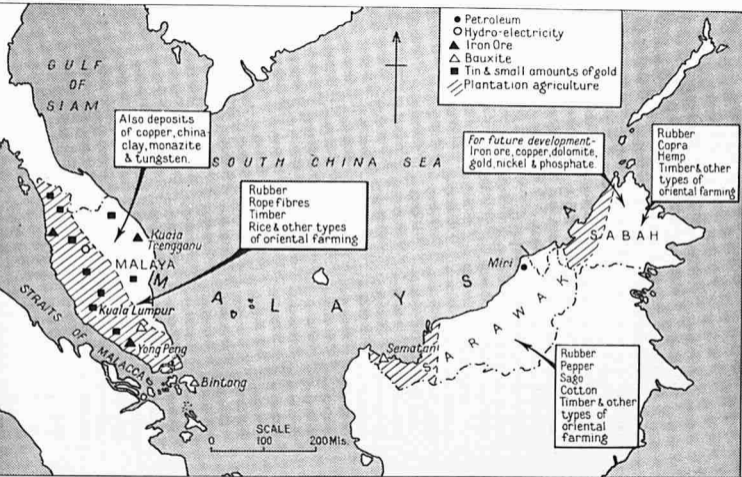 Petroleum
Hydro-electricity
Iron Ore
Bauxite
Tin & small amounts of gold
Plantation agriculture
GULF
OF
SIAM
Also deposits
of copper, china-
clay, monazite
& tungsten.
SOUTH CHINA SEA
For future development-
Iron ore, copper, dolomite,
gold, nickel & phosphate.
Rubber
Copra
Hemp
Timber & other
types of
oriental farming
Rubber
Rope fibres
Timber
Rice & other types
of oriental farming
Kuala
Trengganu
MALAYA
MALAYSIA
SABAH
Miri
SARAWAK
Kuala Lumpur
STRAITS OF MALACCA
Yong Peng
Bintang
Sematan
Rubber
Pepper
Sago
Cotton
Timber & other
types of
oriental farming
SCALE
0 100 200 Mls.